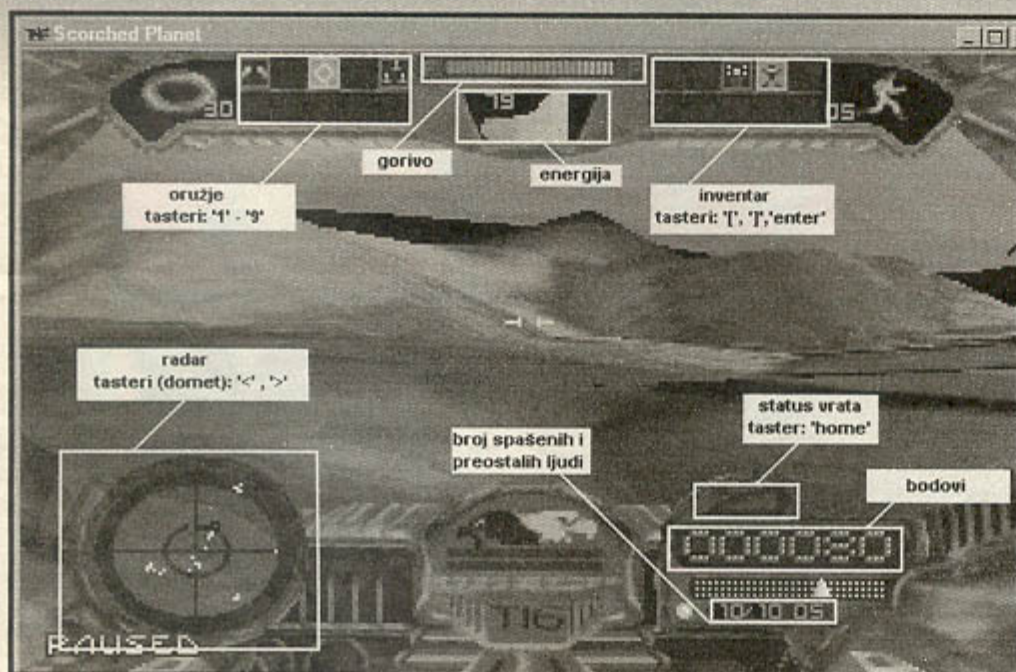 Scorched Planet
30
19
05
gorivo
energija
oružje
tasteri: '1' - '9'
inventar
tasteri: '[', ']','enter'
radar
tasteri (domet): '<' , '>'
status vrata
taster: 'home'
broj spašenih i
preostalih ljudi
bodovi
000080
10/10 05
PAUSED